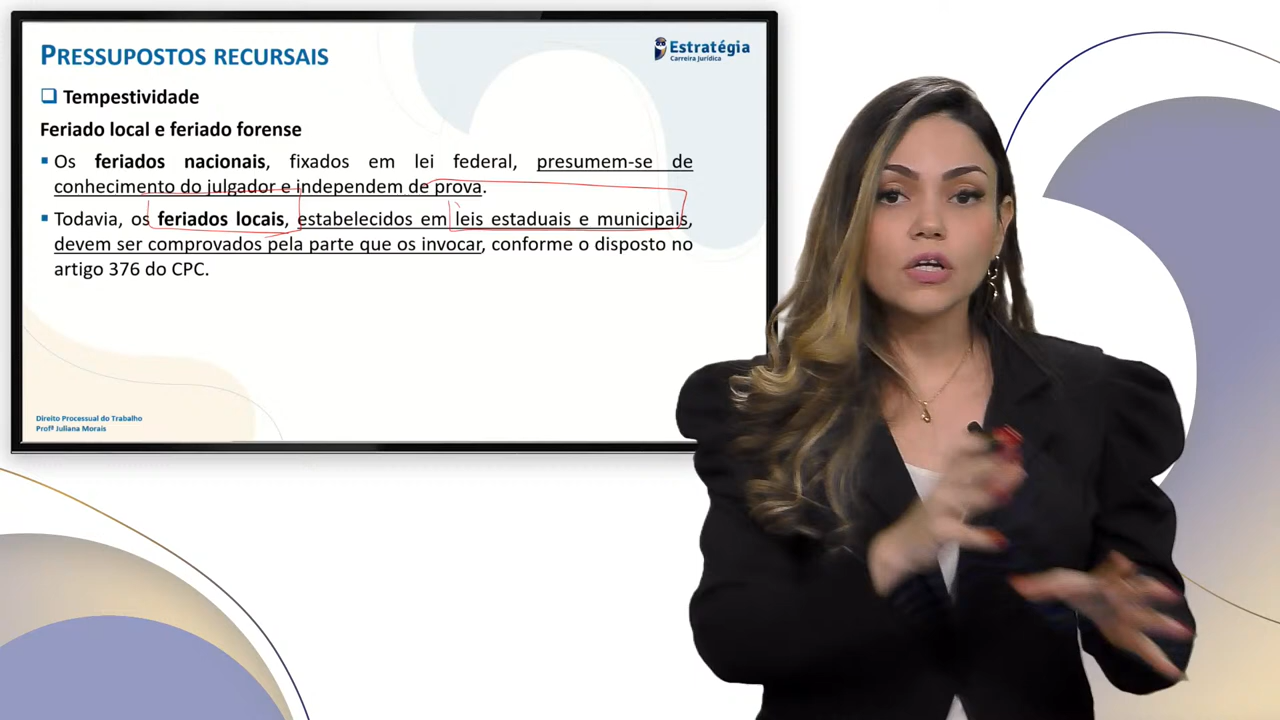 PRESSUPOSTOS RECURSAIS
Estratégia
Carreira Jurídica
Tempestividade
Feriado local e feriado forense
Os feriados nacionais, fixados em lei federal, presumem-se de
conhecimento do julgador e independem de prova.
Todavia, os feriados locais, estabelecidos em leis estaduais e municipais,
devem ser comprovados pela parte que os invocar, conforme o disposto no
artigo 376 do CPC.
Direito Processual do Trabalho
Profª Juliana Morais